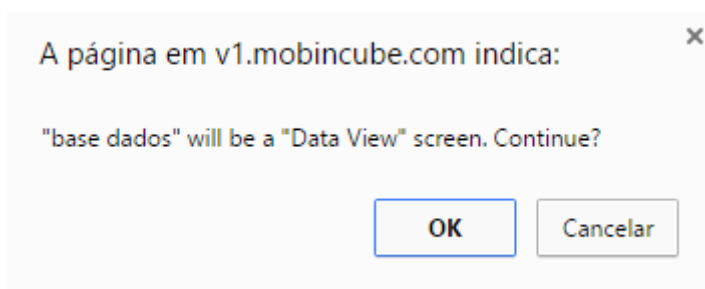 A página em v1.mobincube.com indica:
"base dados" will be a "Data View" screen. Continue?
OK
Cancelar